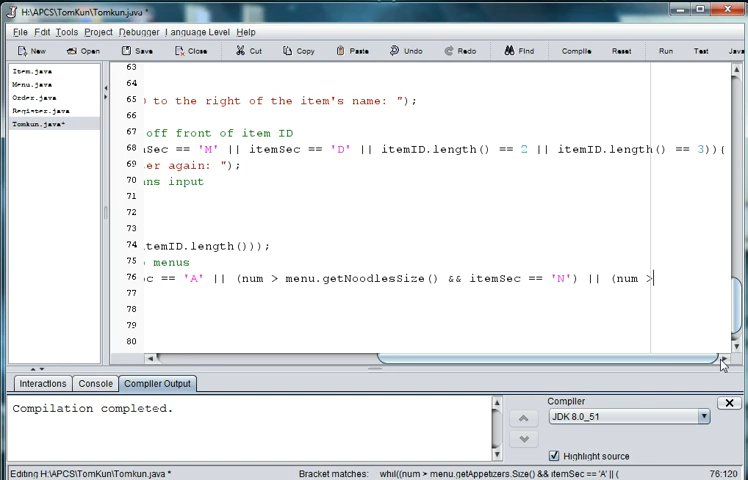 H:\APCS\TomKun\Tomkun.java *
File Edit Tools Project Debugger Language Level Help
New Open Save Close Cut Copy Paste Undo Redo Find Compile Reset Run Test Java
Item.java
Menu.java
Order.java
Register.java
Tomkun.java*
63
64
65 ) to the right of the item's name: ");
66
67 off front of item ID
68 mSec == 'M' || itemSec == 'D' || itemID.length() == 2 || itemID.length() == 3)){
69 er again: ");
70 ns input
71
72
73
74 temID.length()));
75 menus
76 c == 'A' || (num > menu.getNoodlesSize() && itemSec == 'N') || (num >
77
78
79
80
Interactions Console Compiler Output
Compilation completed.
Compiler
JDK 8.0_51
Highlight source
Editing H:\APCS\TomKun\Tomkun.java * Bracket matches: whil((num > menu.getAppetizers.Size() && itemSec == 'A' || ( 76:120